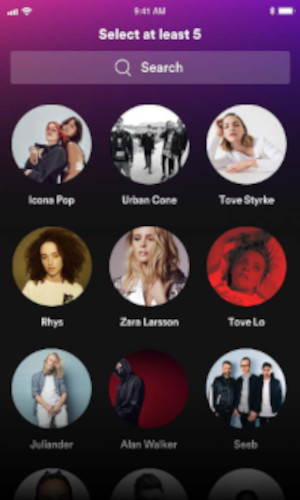 9:41 AM
Select at least 5
Search
Icona Pop
Urban Cone
Tove Styrke
Rhys
Zara Larsson
Tove Lo
Juliander
Alan Walker
Seeb